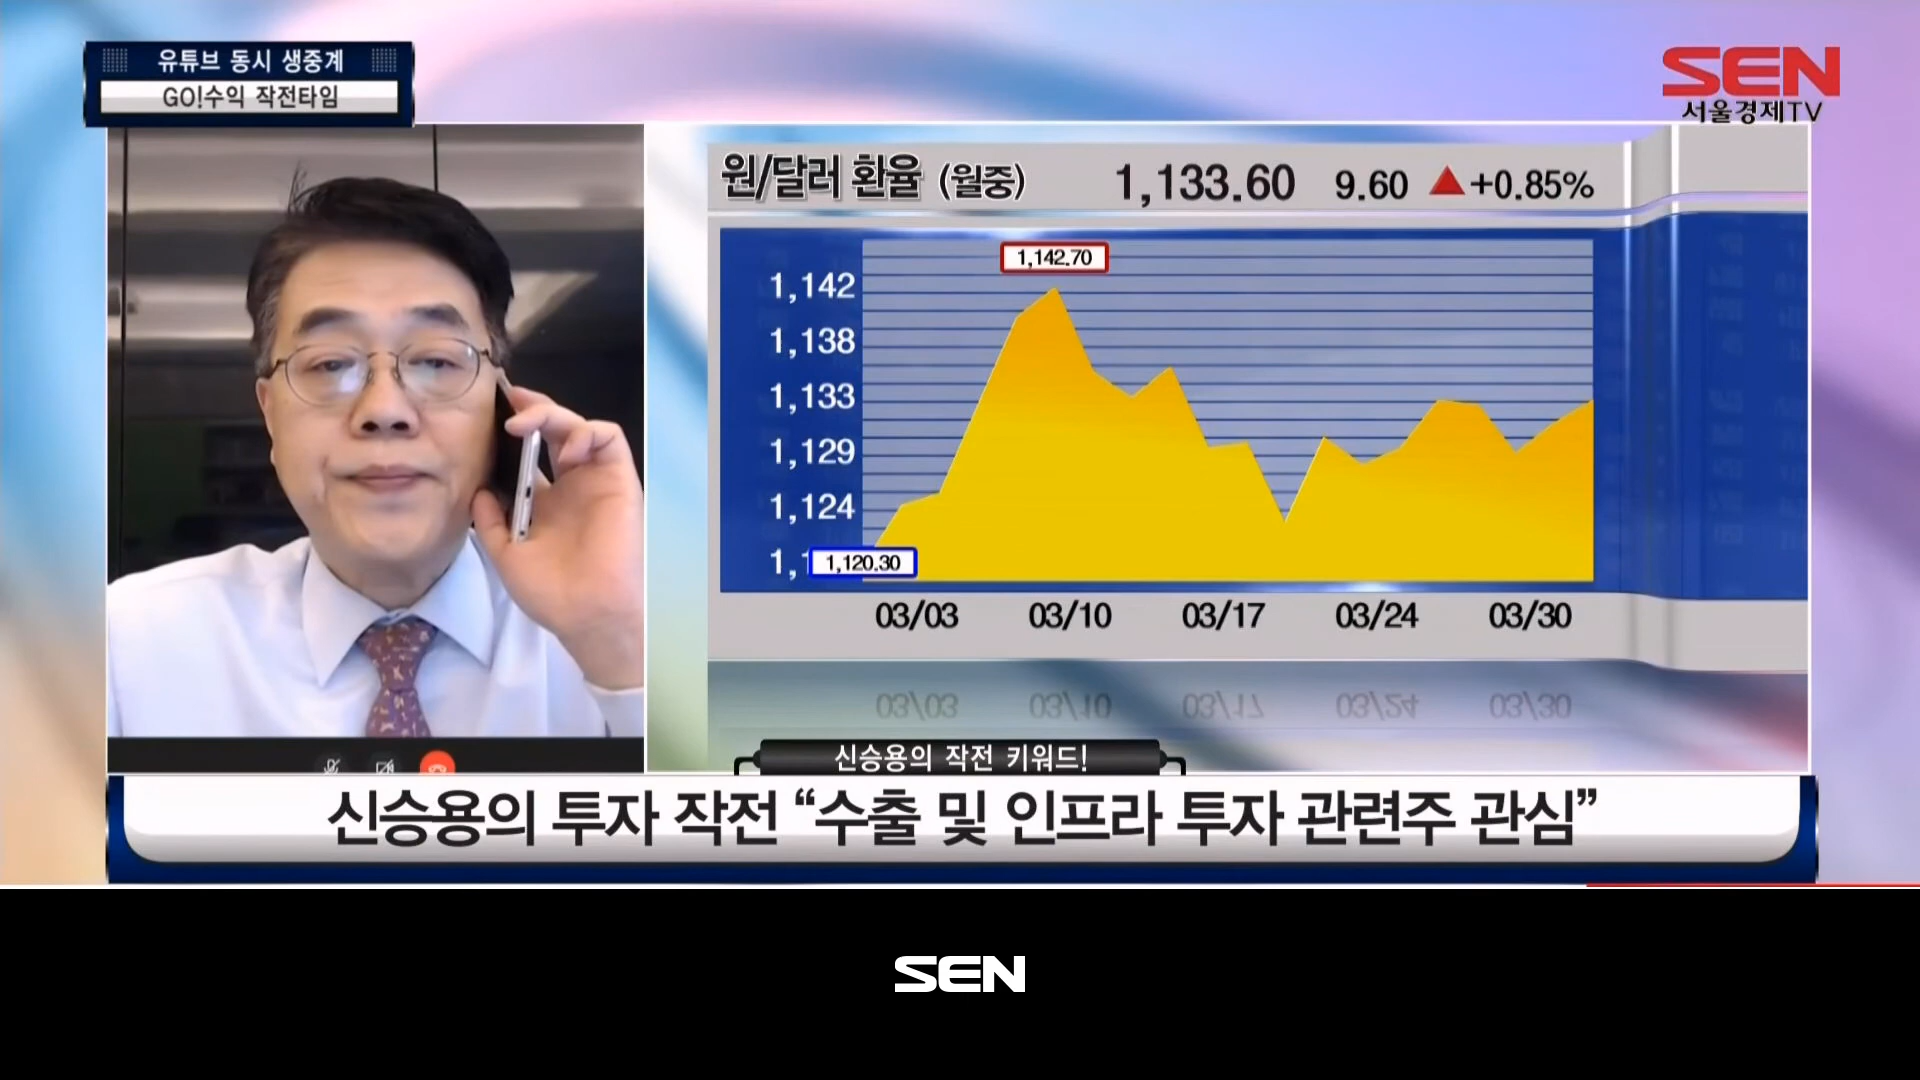 유튜브 동시 생중계
GO!수익 작전타임
SEN
서울경제TV
원/달러 환율 (월중) 1,133.60 9.60 ▲+0.85%
1,142.70
1,142
1,138
1,133
1,129
1,124
1,1
1,120.30
03/03 03/10 03/17 03/24 03/30
신승용의 작전 키워드!
신승용의 투자 작전 “수출 및 인프라 투자 관련주 관심”
SEN